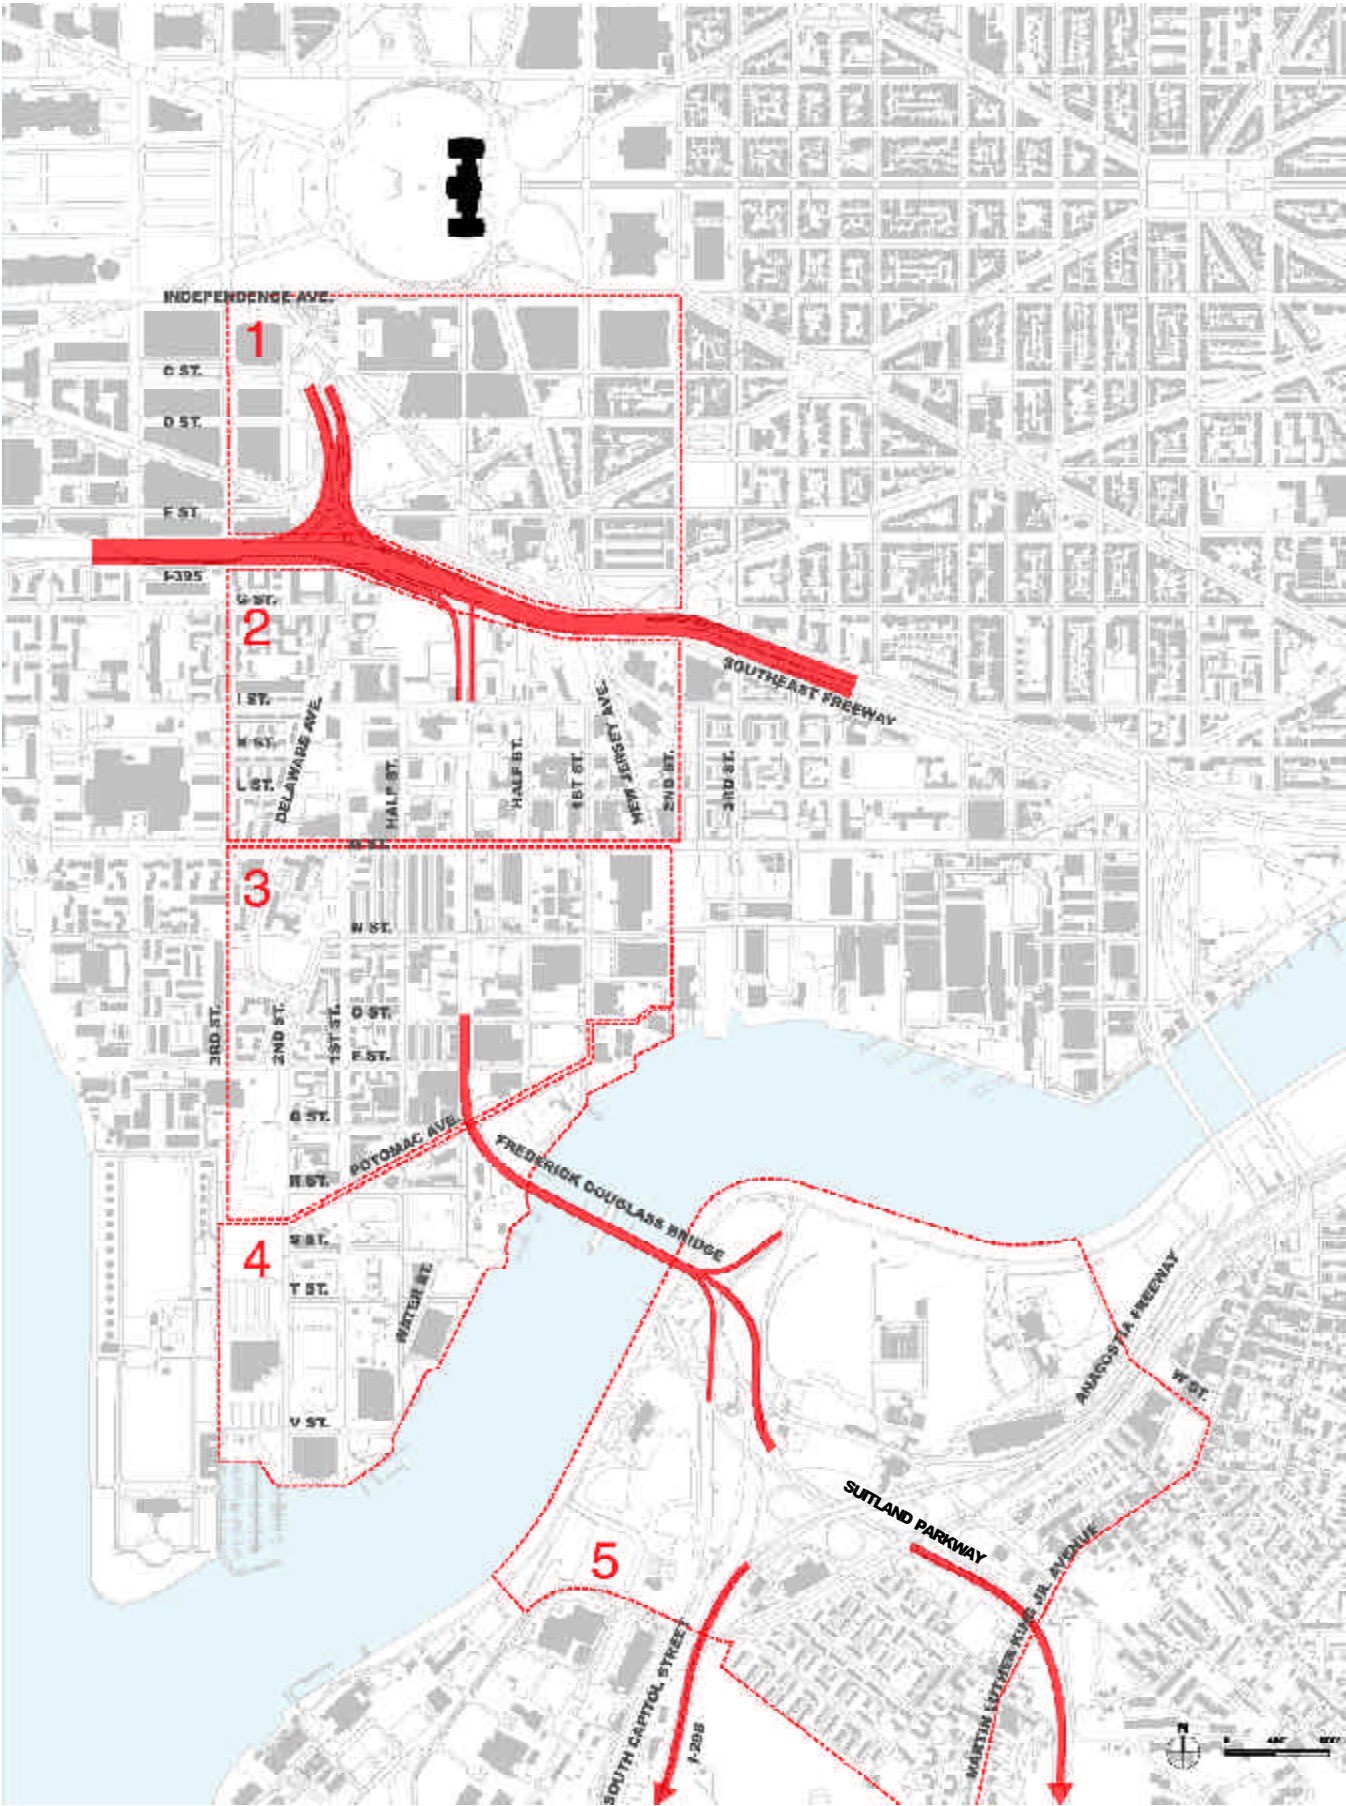 INDEPENDENCE AVE.
1
C ST.
D ST.
E ST.
I-395
G ST.
2
SOUTHEAST FREEWAY
I ST.
K ST.
L ST.
DELAWARE AVE.
HALF ST.
HALF ST.
1ST ST.
NEW JERSEY AVE.
2ND ST.
3RD ST.
M ST.
3
N ST.
O ST.
P ST.
3RD ST.
2ND ST.
1ST ST.
Q ST.
POTOMAC AVE.
R ST.
FREDERICK DOUGLASS BRIDGE
S ST.
4
T ST.
WATER ST.
V ST.
ANACOSTIA FREEWAY
W ST.
SUITLAND PARKWAY
5
MARTIN LUTHER KING JR. AVENUE
SOUTH CAPITOL STREET
I-295
N